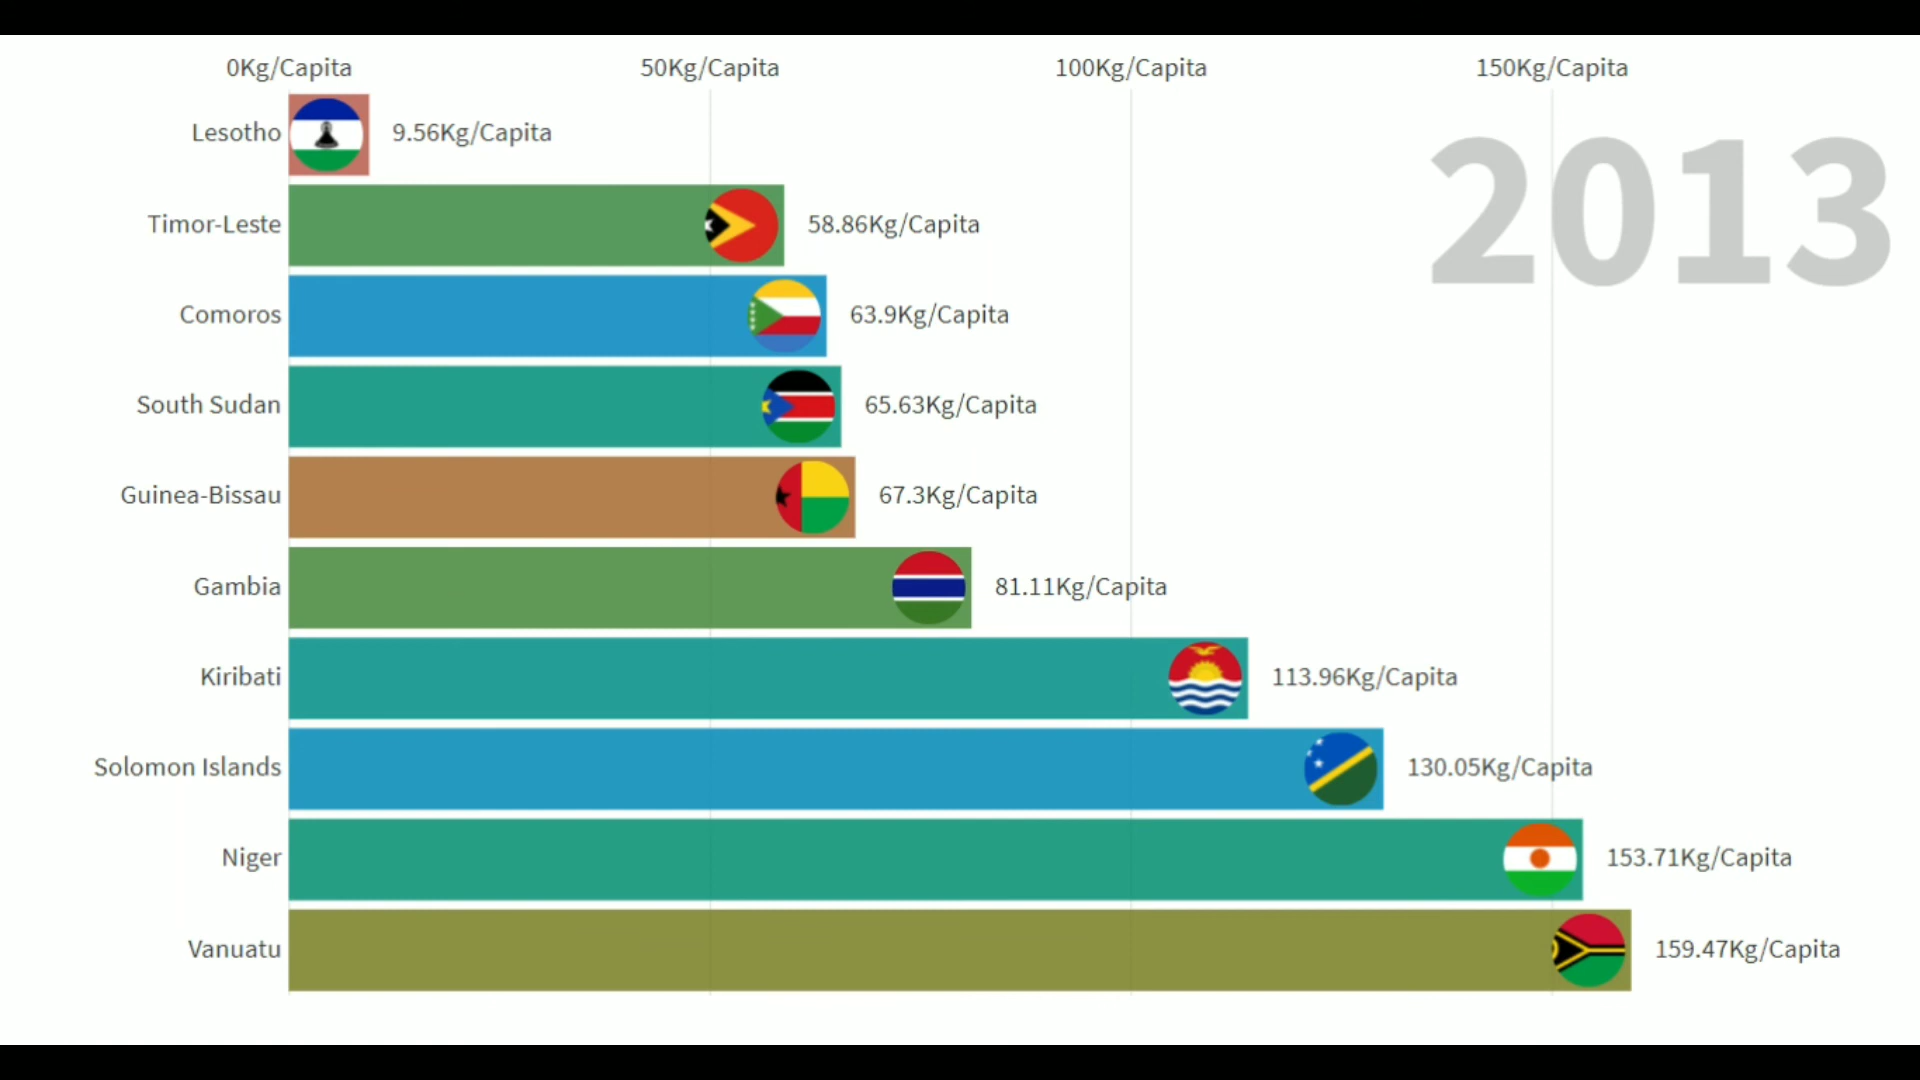 0Kg/Capita 50Kg/Capita 100Kg/Capita 150Kg/Capita
2013
Lesotho 9.56Kg/Capita
Timor-Leste 58.86Kg/Capita
Comoros 63.9Kg/Capita
South Sudan 65.63Kg/Capita
Guinea-Bissau 67.3Kg/Capita
Gambia 81.11Kg/Capita
Kiribati 113.96Kg/Capita
Solomon Islands 130.05Kg/Capita
Niger 153.71Kg/Capita
Vanuatu 159.47Kg/Capita